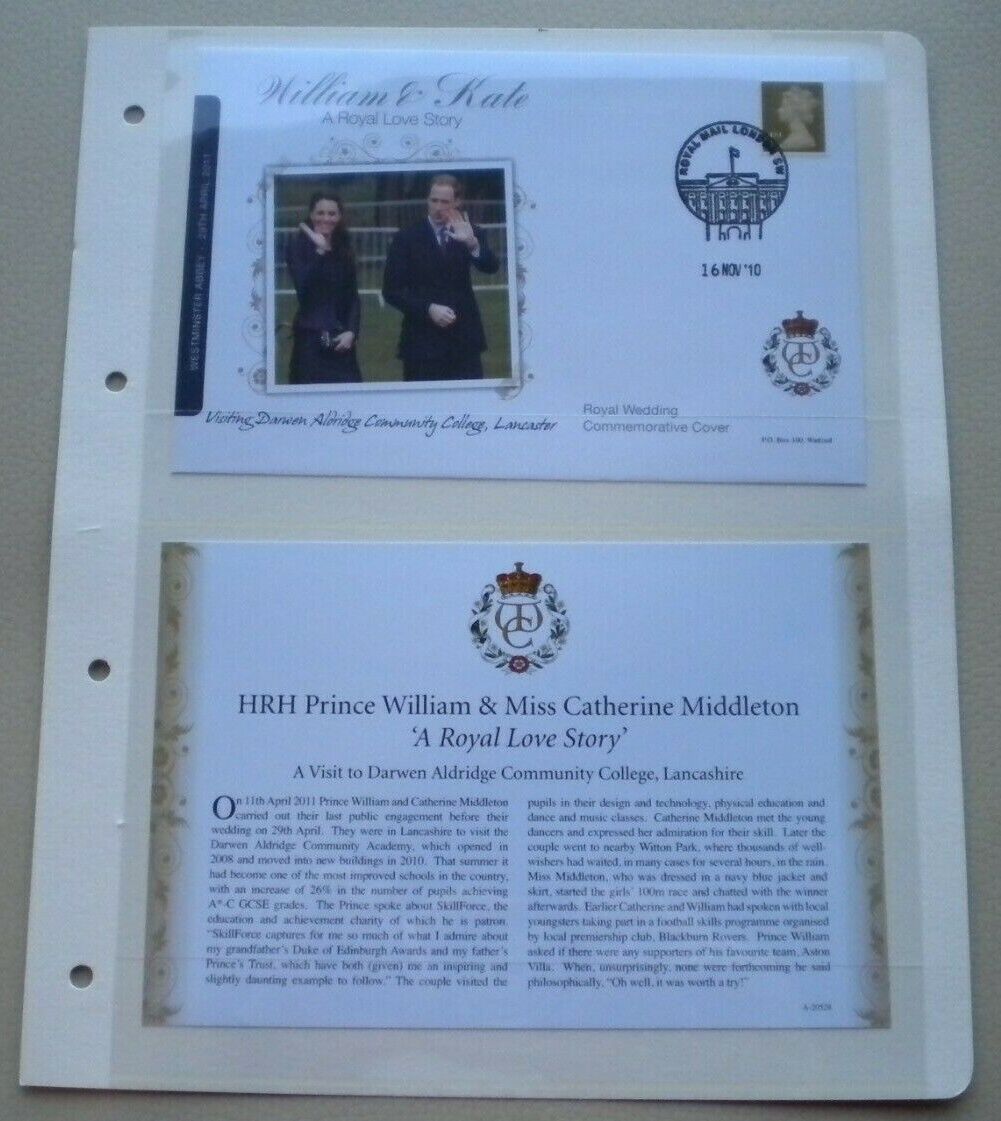 William & Kate
A Royal Love Story
WESTMINSTER ABBEY · 29TH APRIL 2011
ROYAL MAIL LONDON SW
16 NOV '10
Visiting Darwen Aldridge Community College, Lancaster
Royal Wedding
Commemorative Cover
P.O. Box 100, Watford
HRH Prince William & Miss Catherine Middleton
'A Royal Love Story'
A Visit to Darwen Aldridge Community College, Lancashire
On 11th April 2011 Prince William and Catherine Middleton
carried out their last public engagement before their
wedding on 29th April. They were in Lancashire to visit the
Darwen Aldridge Community Academy, which opened in
2008 and moved into new buildings in 2010. That summer it
had become one of the most improved schools in the country,
with an increase of 26% in the number of pupils achieving
A*-C GCSE grades. The Prince spoke about SkillForce, the
education and achievement charity of which he is patron.
"SkillForce captures for me so much of what I admire about
my grandfather's Duke of Edinburgh Awards and my father's
Prince's Trust, which have both (given) me an inspiring and
slightly daunting example to follow." The couple visited the
pupils in their design and technology, physical education and
dance and music classes. Catherine Middleton met the young
dancers and expressed her admiration for their skill. Later the
couple went to nearby Witton Park, where thousands of well-
wishers had waited, in many cases for several hours, in the rain.
Miss Middleton, who was dressed in a navy blue jacket and
skirt, started the girls' 100m race and chatted with the winner
afterwards. Earlier Catherine and William had spoken with local
youngsters taking part in a football skills programme organised
by local premiership club, Blackburn Rovers. Prince William
asked if there were any supporters of his favourite team, Aston
Villa. When, unsurprisingly, none were forthcoming he said
philosophically, "Oh well, it was worth a try!"
A-20528